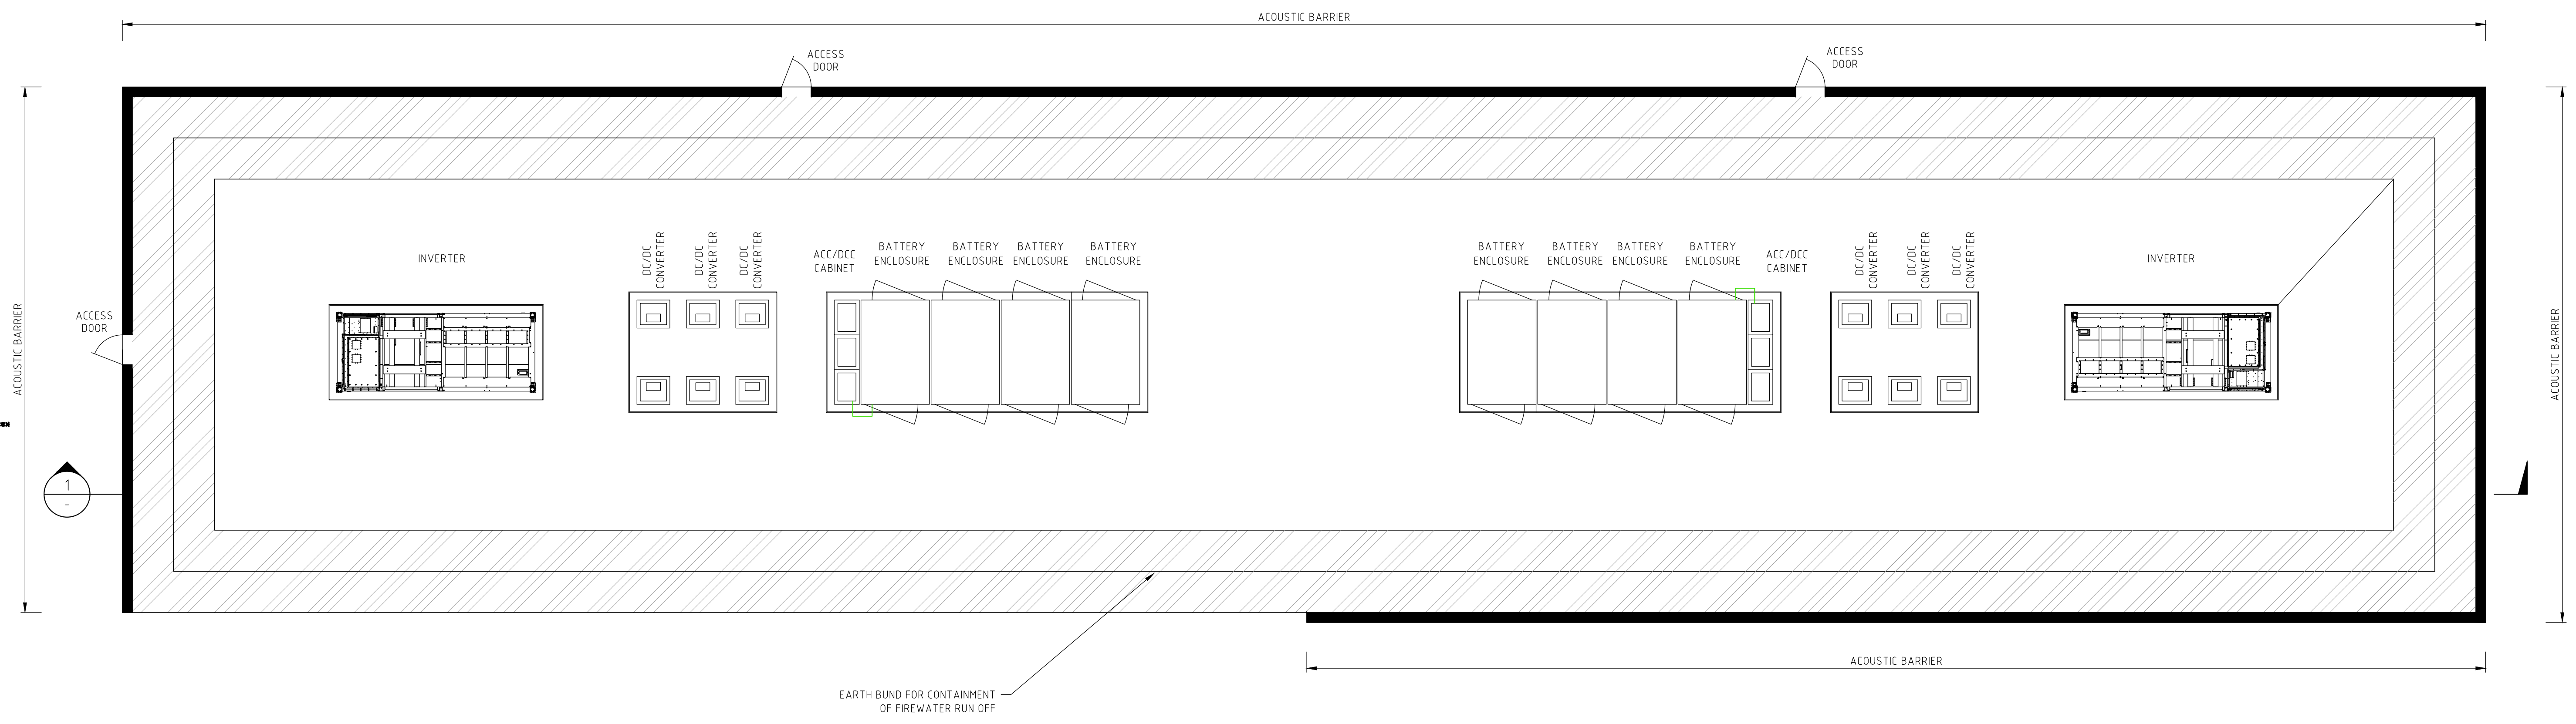 ACOUSTIC BARRIER
ACCESS
DOOR
ACCESS
DOOR
ACOUSTIC BARRIER
ACCESS
DOOR
1
-
INVERTER
DC/DC
CONVERTER
DC/DC
CONVERTER
DC/DC
CONVERTER
ACC/DCC
CABINET
BATTERY
ENCLOSURE
BATTERY
ENCLOSURE
BATTERY
ENCLOSURE
BATTERY
ENCLOSURE
BATTERY
ENCLOSURE
BATTERY
ENCLOSURE
BATTERY
ENCLOSURE
BATTERY
ENCLOSURE
ACC/DCC
CABINET
DC/DC
CONVERTER
DC/DC
CONVERTER
DC/DC
CONVERTER
INVERTER
ACOUSTIC BARRIER
ACOUSTIC BARRIER
EARTH BUND FOR CONTAINMENT
OF FIREWATER RUN OFF